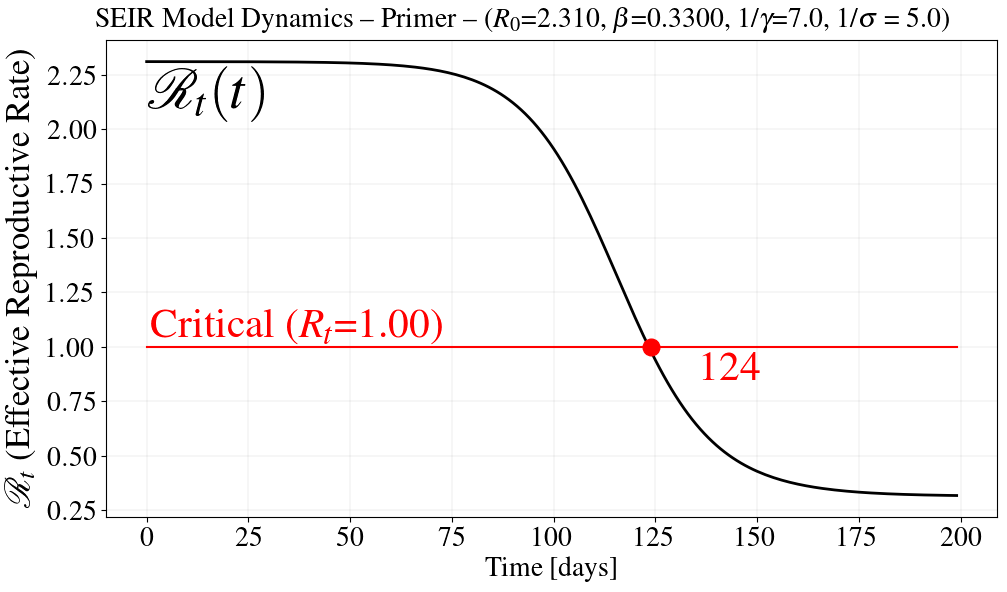 SEIR Model Dynamics – Primer – (R₀=2.310, β=0.3300, 1/γ=7.0, 1/σ = 5.0)
ℛₜ (Effective Reproductive Rate)
2.25
2.00
1.75
1.50
1.25
1.00
0.75
0.50
0.25
ℛₜ(t)
Critical (Rₜ=1.00)
124
0 25 50 75 100 125 150 175 200
Time [days]